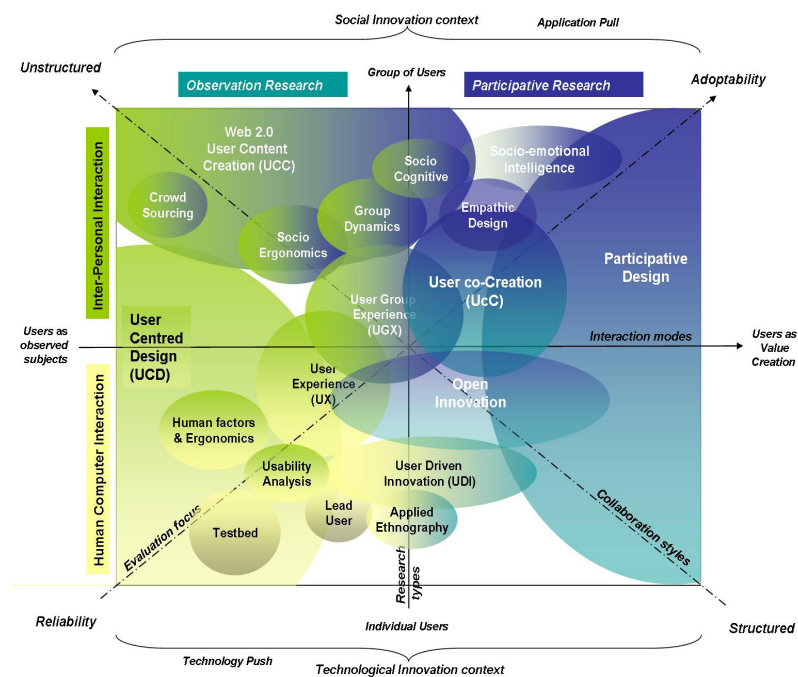 Social Innovation context
Application Pull
Unstructured
Group of Users
Adoptability
Observation Research
Participative Research
Inter-Personal Interaction
Web 2.0
User Content
Creation (UCC)
Socio
Cognitive
Socio-emotional
Intelligence
Crowd
Sourcing
Group
Dynamics
Empathic
Design
Socio
Ergonomics
Participative
Design
User co-Creation
(UcC)
User Group
Experience
(UGX)
User
Centred
Design
(UCD)
Users as
observed
subjects
Interaction modes
Users as
Value
Creation
User
Experience
(UX)
Open
Innovation
Human Computer Interaction
Human factors
& Ergonomics
Usability
Analysis
User Driven
Innovation (UDI)
Lead
User
Applied
Ethnography
Testbed
Evaluation focus
Collaboration styles
Research
types
Reliability
Individual Users
Structured
Technology Push
Technological Innovation context